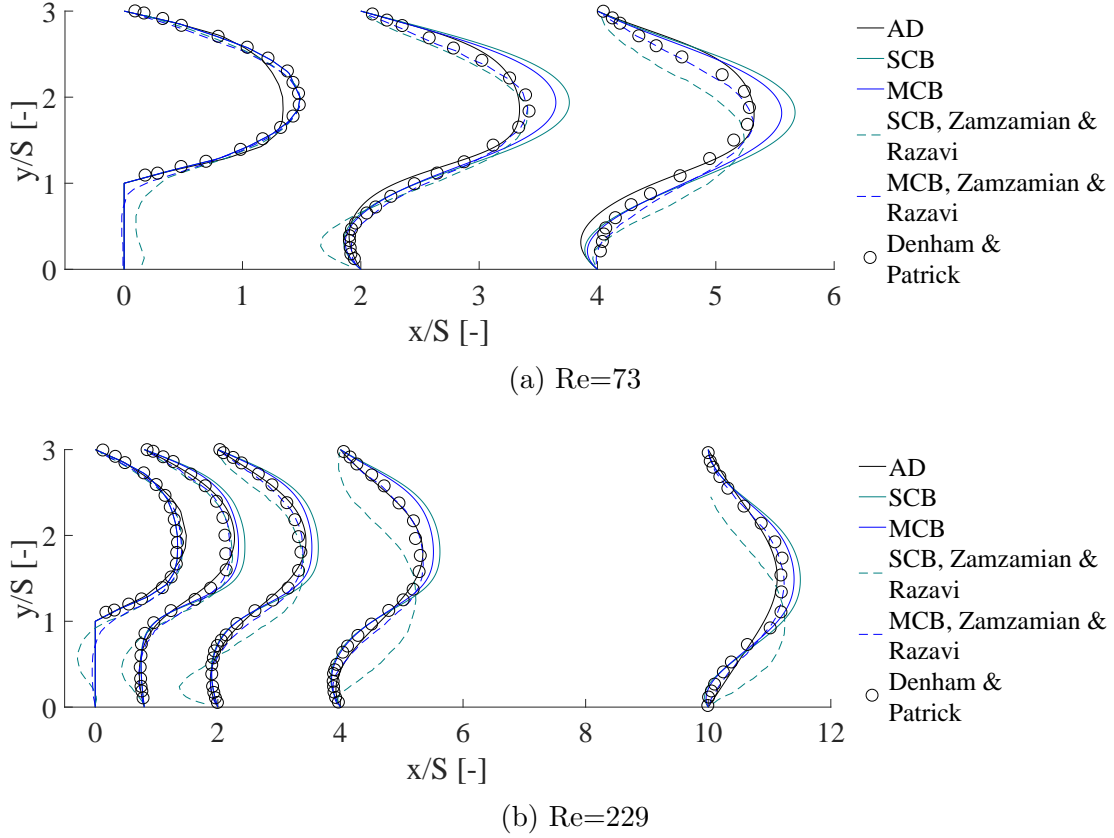 3
2
1
0
y/S [-]
0
1
2
3
4
5
6
x/S [-]
AD
SCB
MCB
SCB, Zamzamian &
Razavi
MCB, Zamzamian &
Razavi
Denham &
Patrick
(a) Re=73
3
2
1
0
y/S [-]
0
2
4
6
8
10
12
x/S [-]
AD
SCB
MCB
SCB, Zamzamian &
Razavi
MCB, Zamzamian &
Razavi
Denham &
Patrick
(b) Re=229